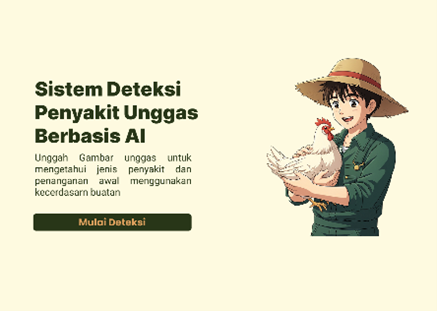 Sistem Deteksi
Penyakit Unggas
Berbasis AI
Unggah Gambar unggas untuk
mengetahui jenis penyakit dan
penanganan awal menggunakan
kecerdasarn buatan
Mulai Deteksi